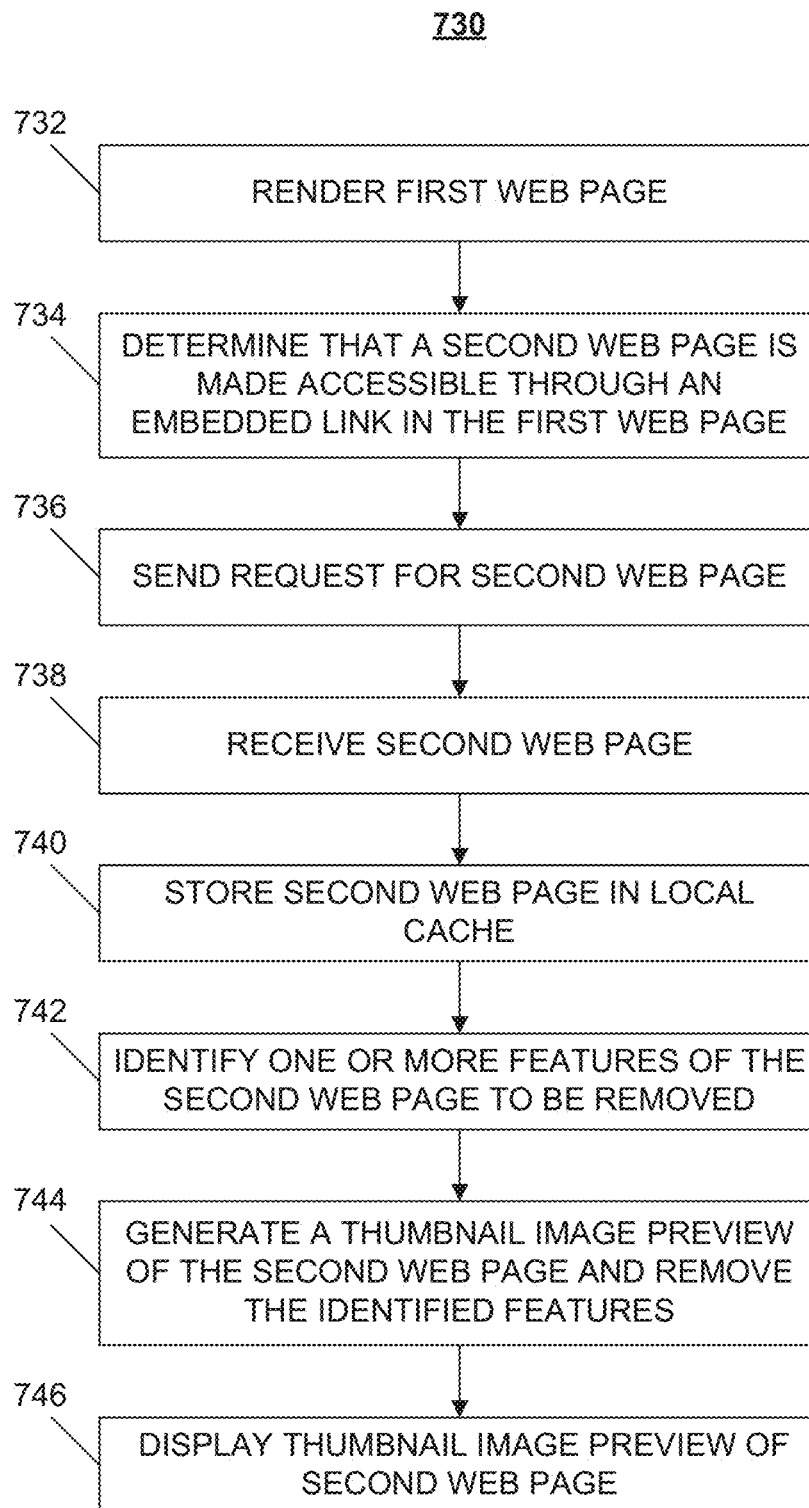 730
732
RENDER FIRST WEB PAGE
734
DETERMINE THAT A SECOND WEB PAGE IS
MADE ACCESSIBLE THROUGH AN
EMBEDDED LINK IN THE FIRST WEB PAGE
736
SEND REQUEST FOR SECOND WEB PAGE
738
RECEIVE SECOND WEB PAGE
740
STORE SECOND WEB PAGE IN LOCAL
CACHE
742
IDENTIFY ONE OR MORE FEATURES OF THE
SECOND WEB PAGE TO BE REMOVED
744
GENERATE A THUMBNAIL IMAGE PREVIEW
OF THE SECOND WEB PAGE AND REMOVE
THE IDENTIFIED FEATURES
746
DISPLAY THUMBNAIL IMAGE PREVIEW OF
SECOND WEB PAGE